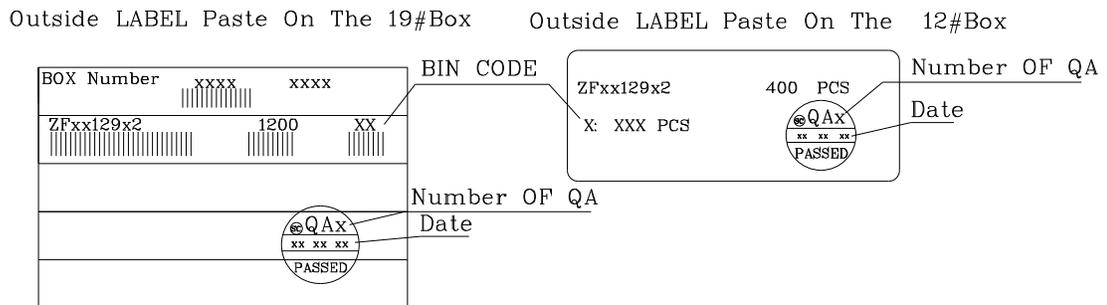 Outside LABEL Paste On The 19#Box
Outside LABEL Paste On The 12#Box
BOX Number xxxx xxxx
BIN CODE
ZFxx129x2 1200 XX
Number OF QA
Date
QAx
xx xx xx
PASSED
ZFxx129x2 400 PCS
X: XXX PCS
Number OF QA
Date
QAx
xx xx xx
PASSED